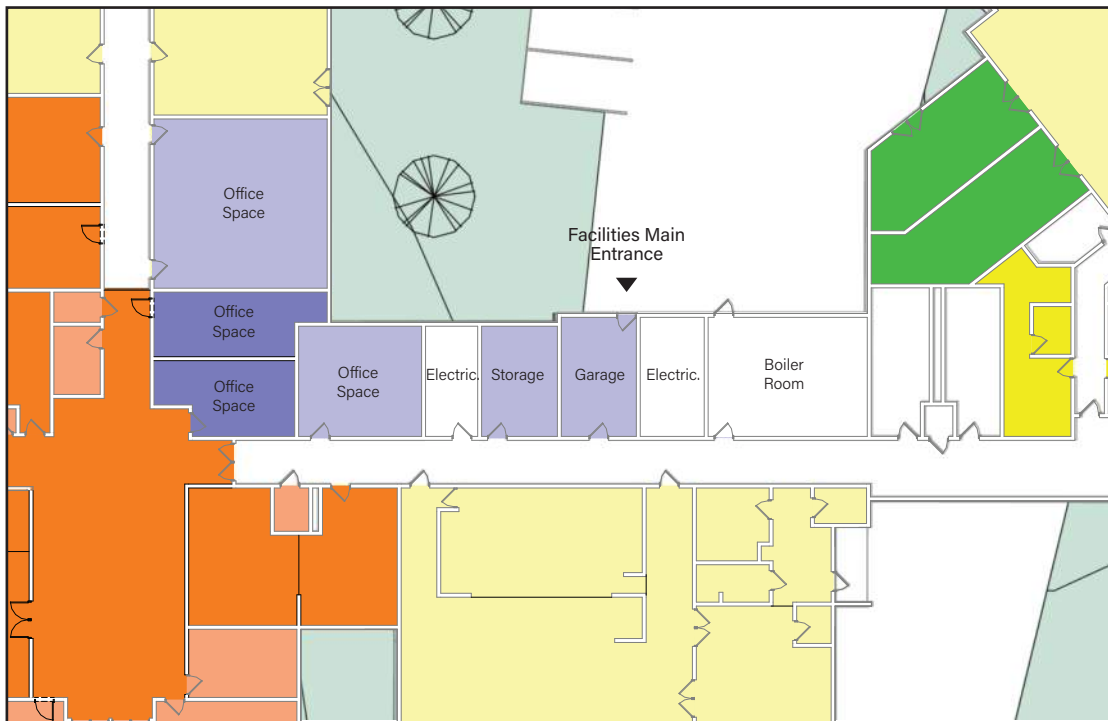 Office
Space
Facilities Main
Entrance
Office
Space
Office
Space
Office
Space
Electric.
Storage
Garage
Electric.
Boiler
Room